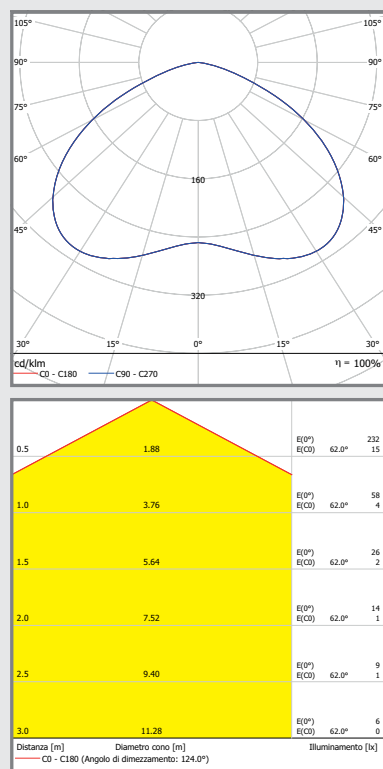 105° 105°
90° 90°
75° 75°
60° 60°
160
45° 45°
320
30° 15° 0° 15° 30°
cd/klm η = 100%
C0 - C180 C90 - C270
0.5 1.88 E(0°) 232
E(C0) 62.0° 15
1.0 3.76 E(0°) 58
E(C0) 62.0° 4
1.5 5.64 E(0°) 26
E(C0) 62.0° 2
2.0 7.52 E(0°) 14
E(C0) 62.0° 1
2.5 9.40 E(0°) 9
E(C0) 62.0° 1
3.0 11.28 E(0°) 6
E(C0) 62.0° 0
Distanza [m] Diametro cono [m] Illuminamento [lx]
C0 - C180 (Angolo di dimezzamento: 124.0°)